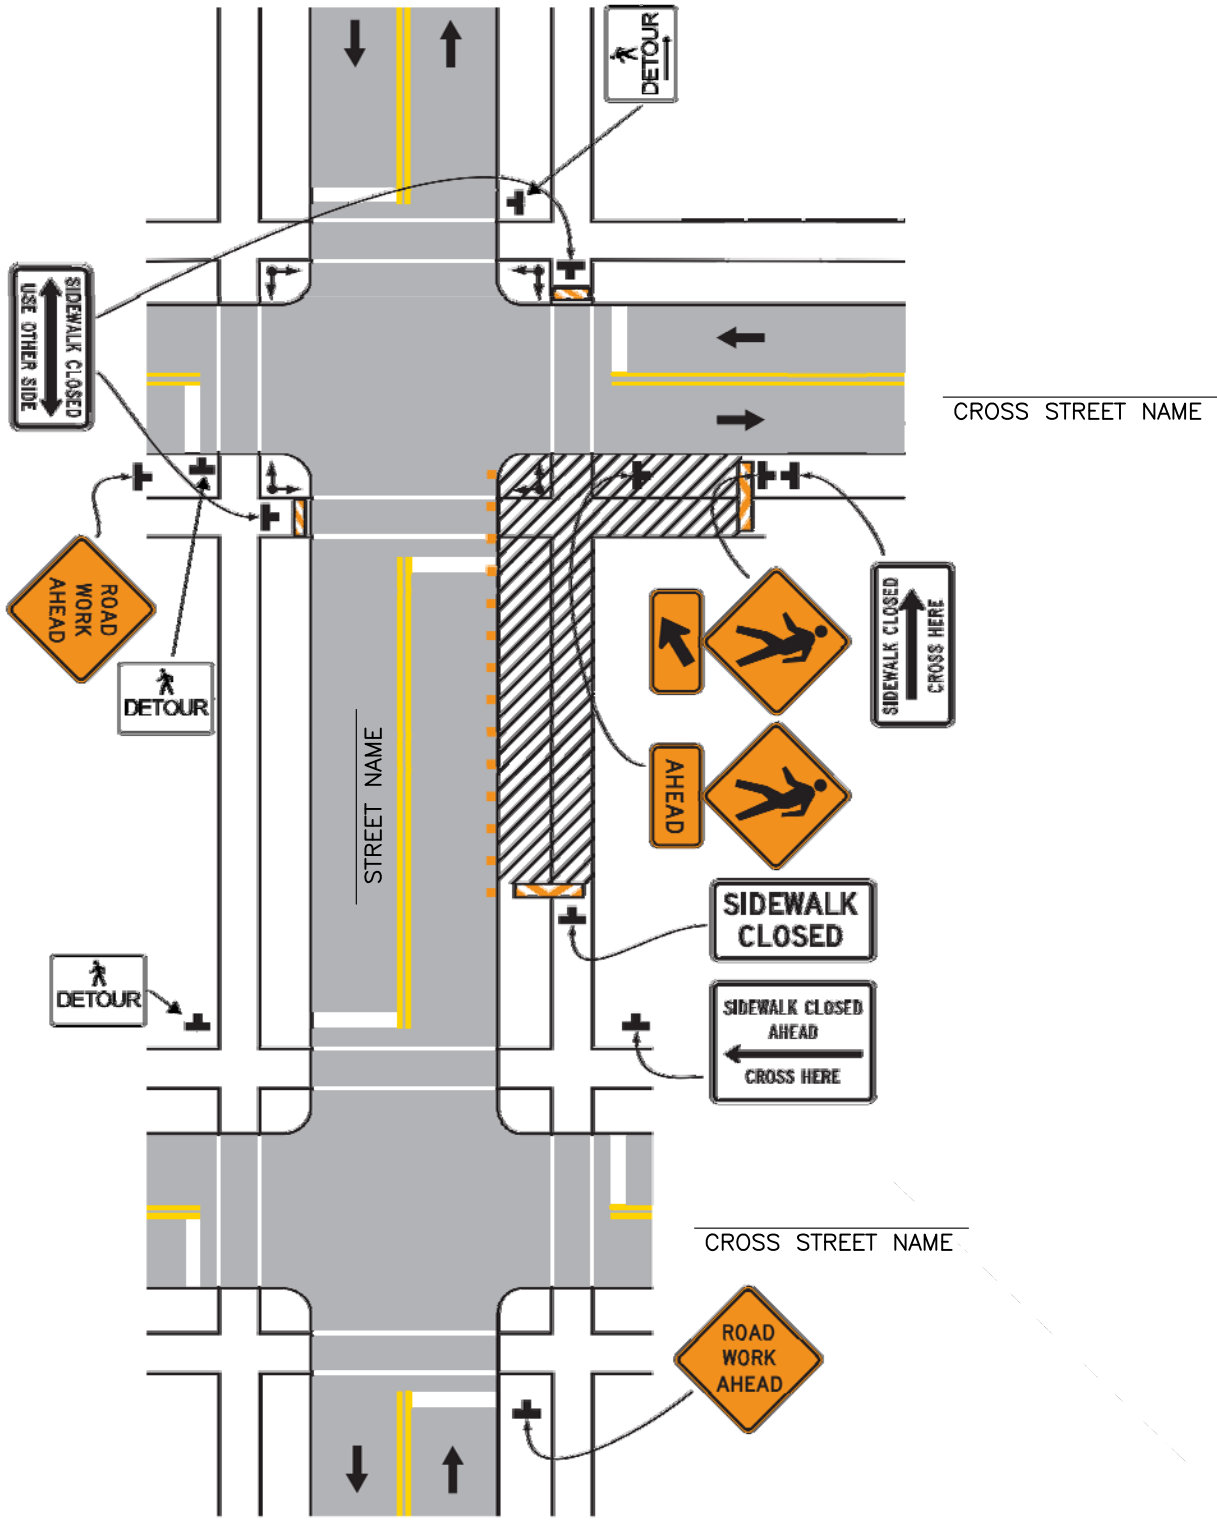 DETOUR
SIDEWALK CLOSED
USE OTHER SIDE
CROSS STREET NAME
ROAD
WORK
AHEAD
DETOUR
SIDEWALK CLOSED
CROSS HERE
STREET NAME
AHEAD
SIDEWALK
CLOSED
DETOUR
SIDEWALK CLOSED
AHEAD
CROSS HERE
CROSS STREET NAME
ROAD
WORK
AHEAD